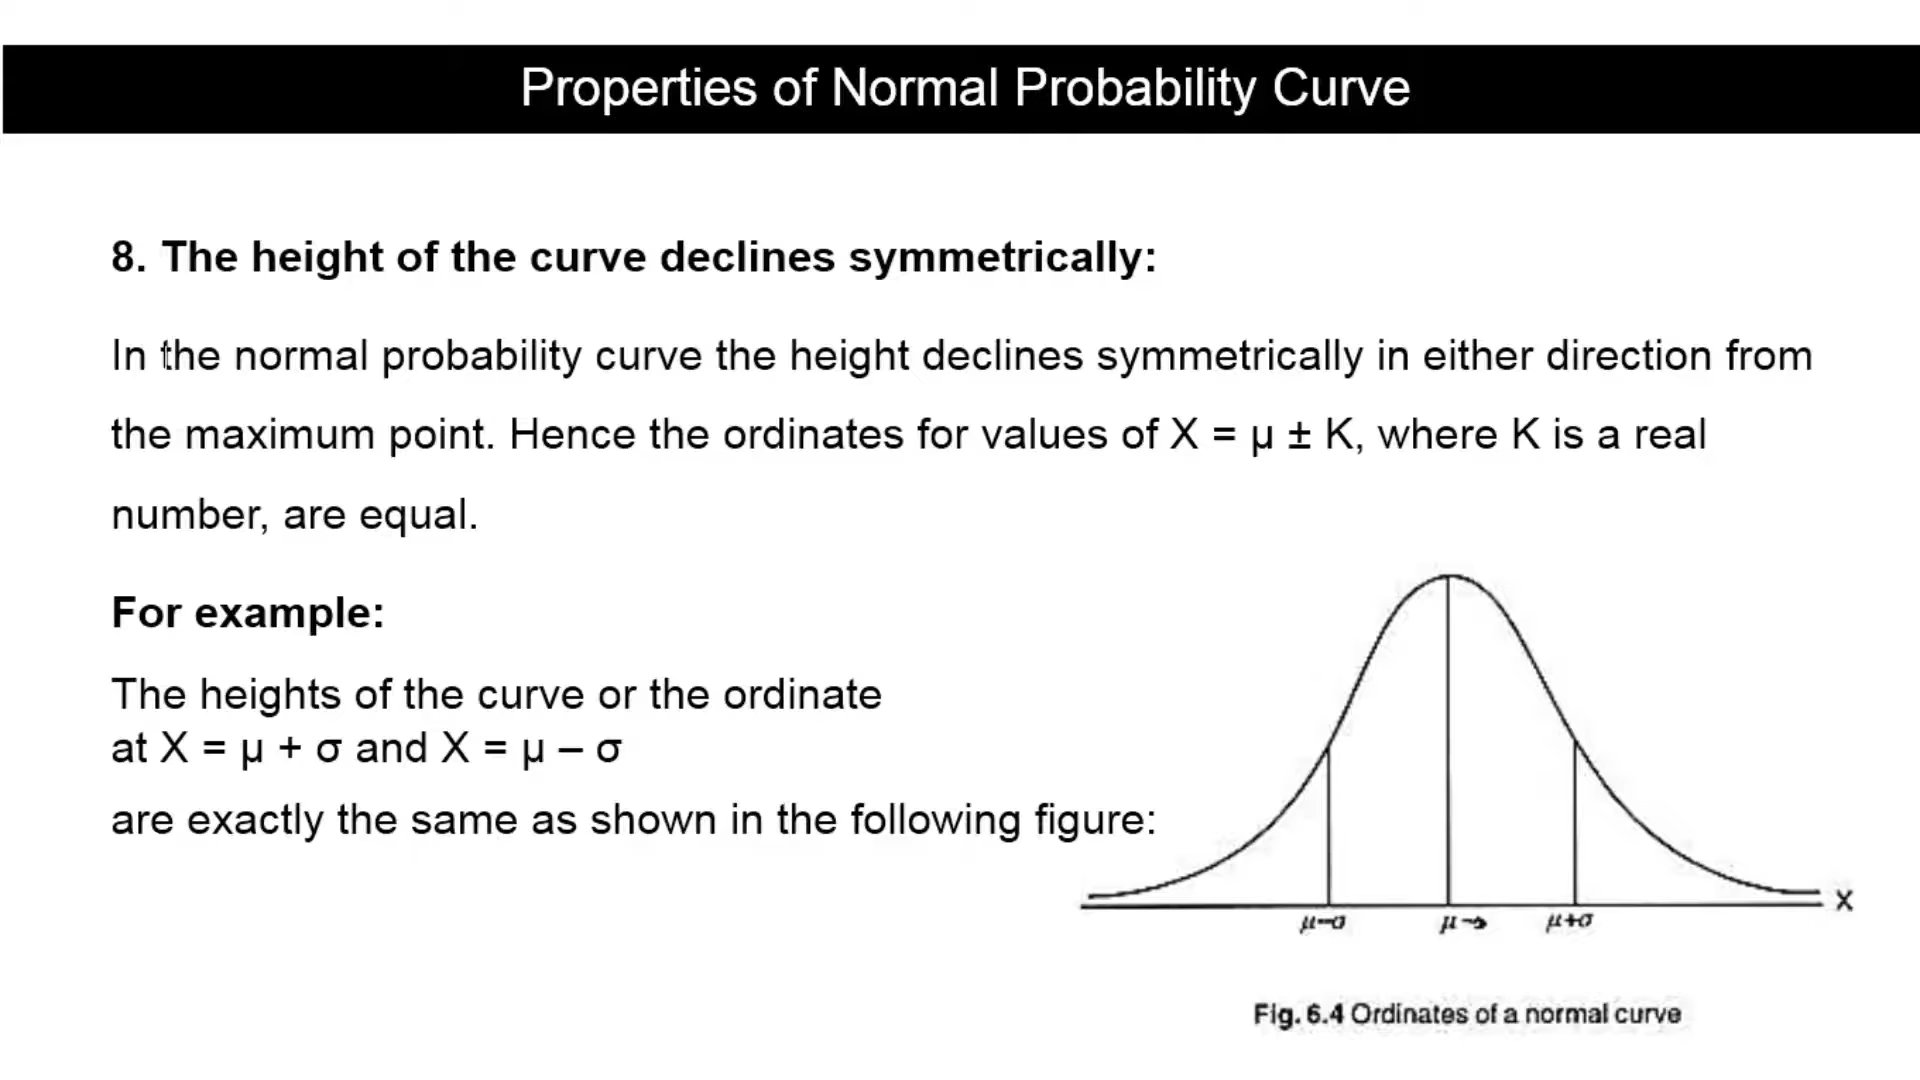 Properties of Normal Probability Curve
8. The height of the curve declines symmetrically:
In the normal probability curve the height declines symmetrically in either direction from
the maximum point. Hence the ordinates for values of X = μ ± K, where K is a real
number, are equal.
For example:
The heights of the curve or the ordinate
at X = μ + σ and X = μ – σ
are exactly the same as shown in the following figure:
X
μ–σ μ→ μ+σ
Fig. 6.4 Ordinates of a normal curve